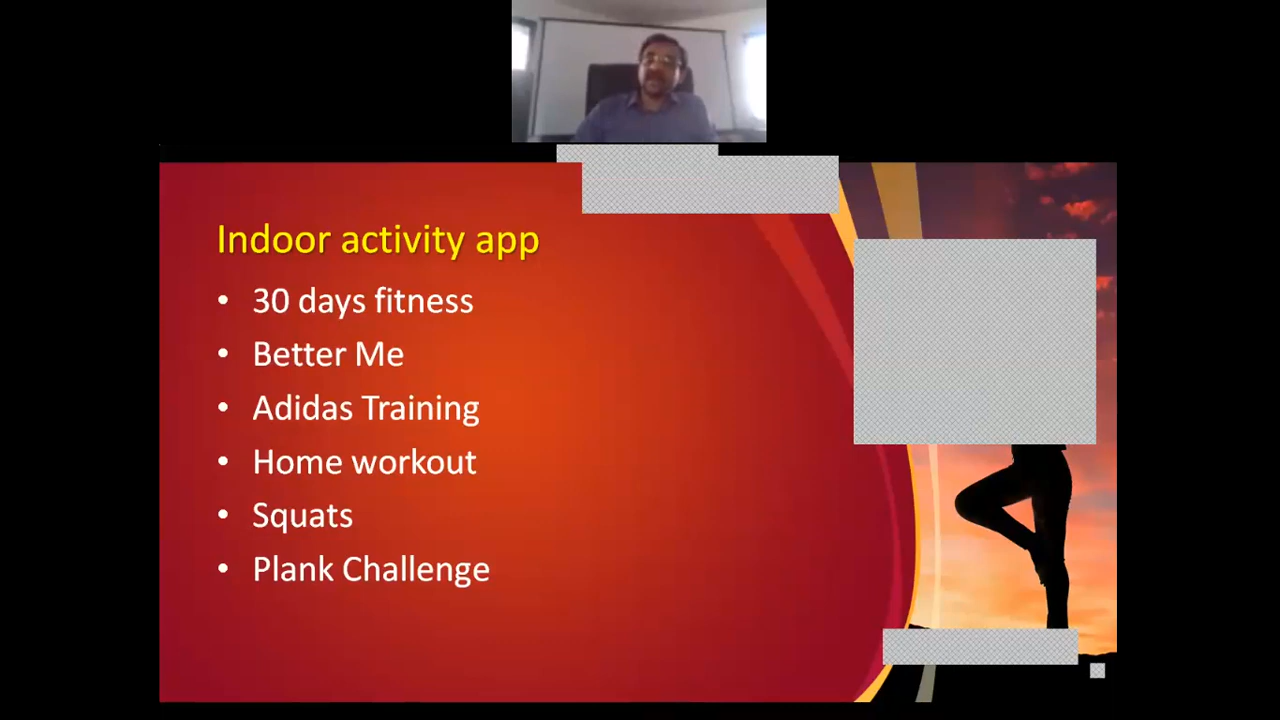 Indoor activity app
• 30 days fitness
• Better Me
• Adidas Training
• Home workout
• Squats
• Plank Challenge